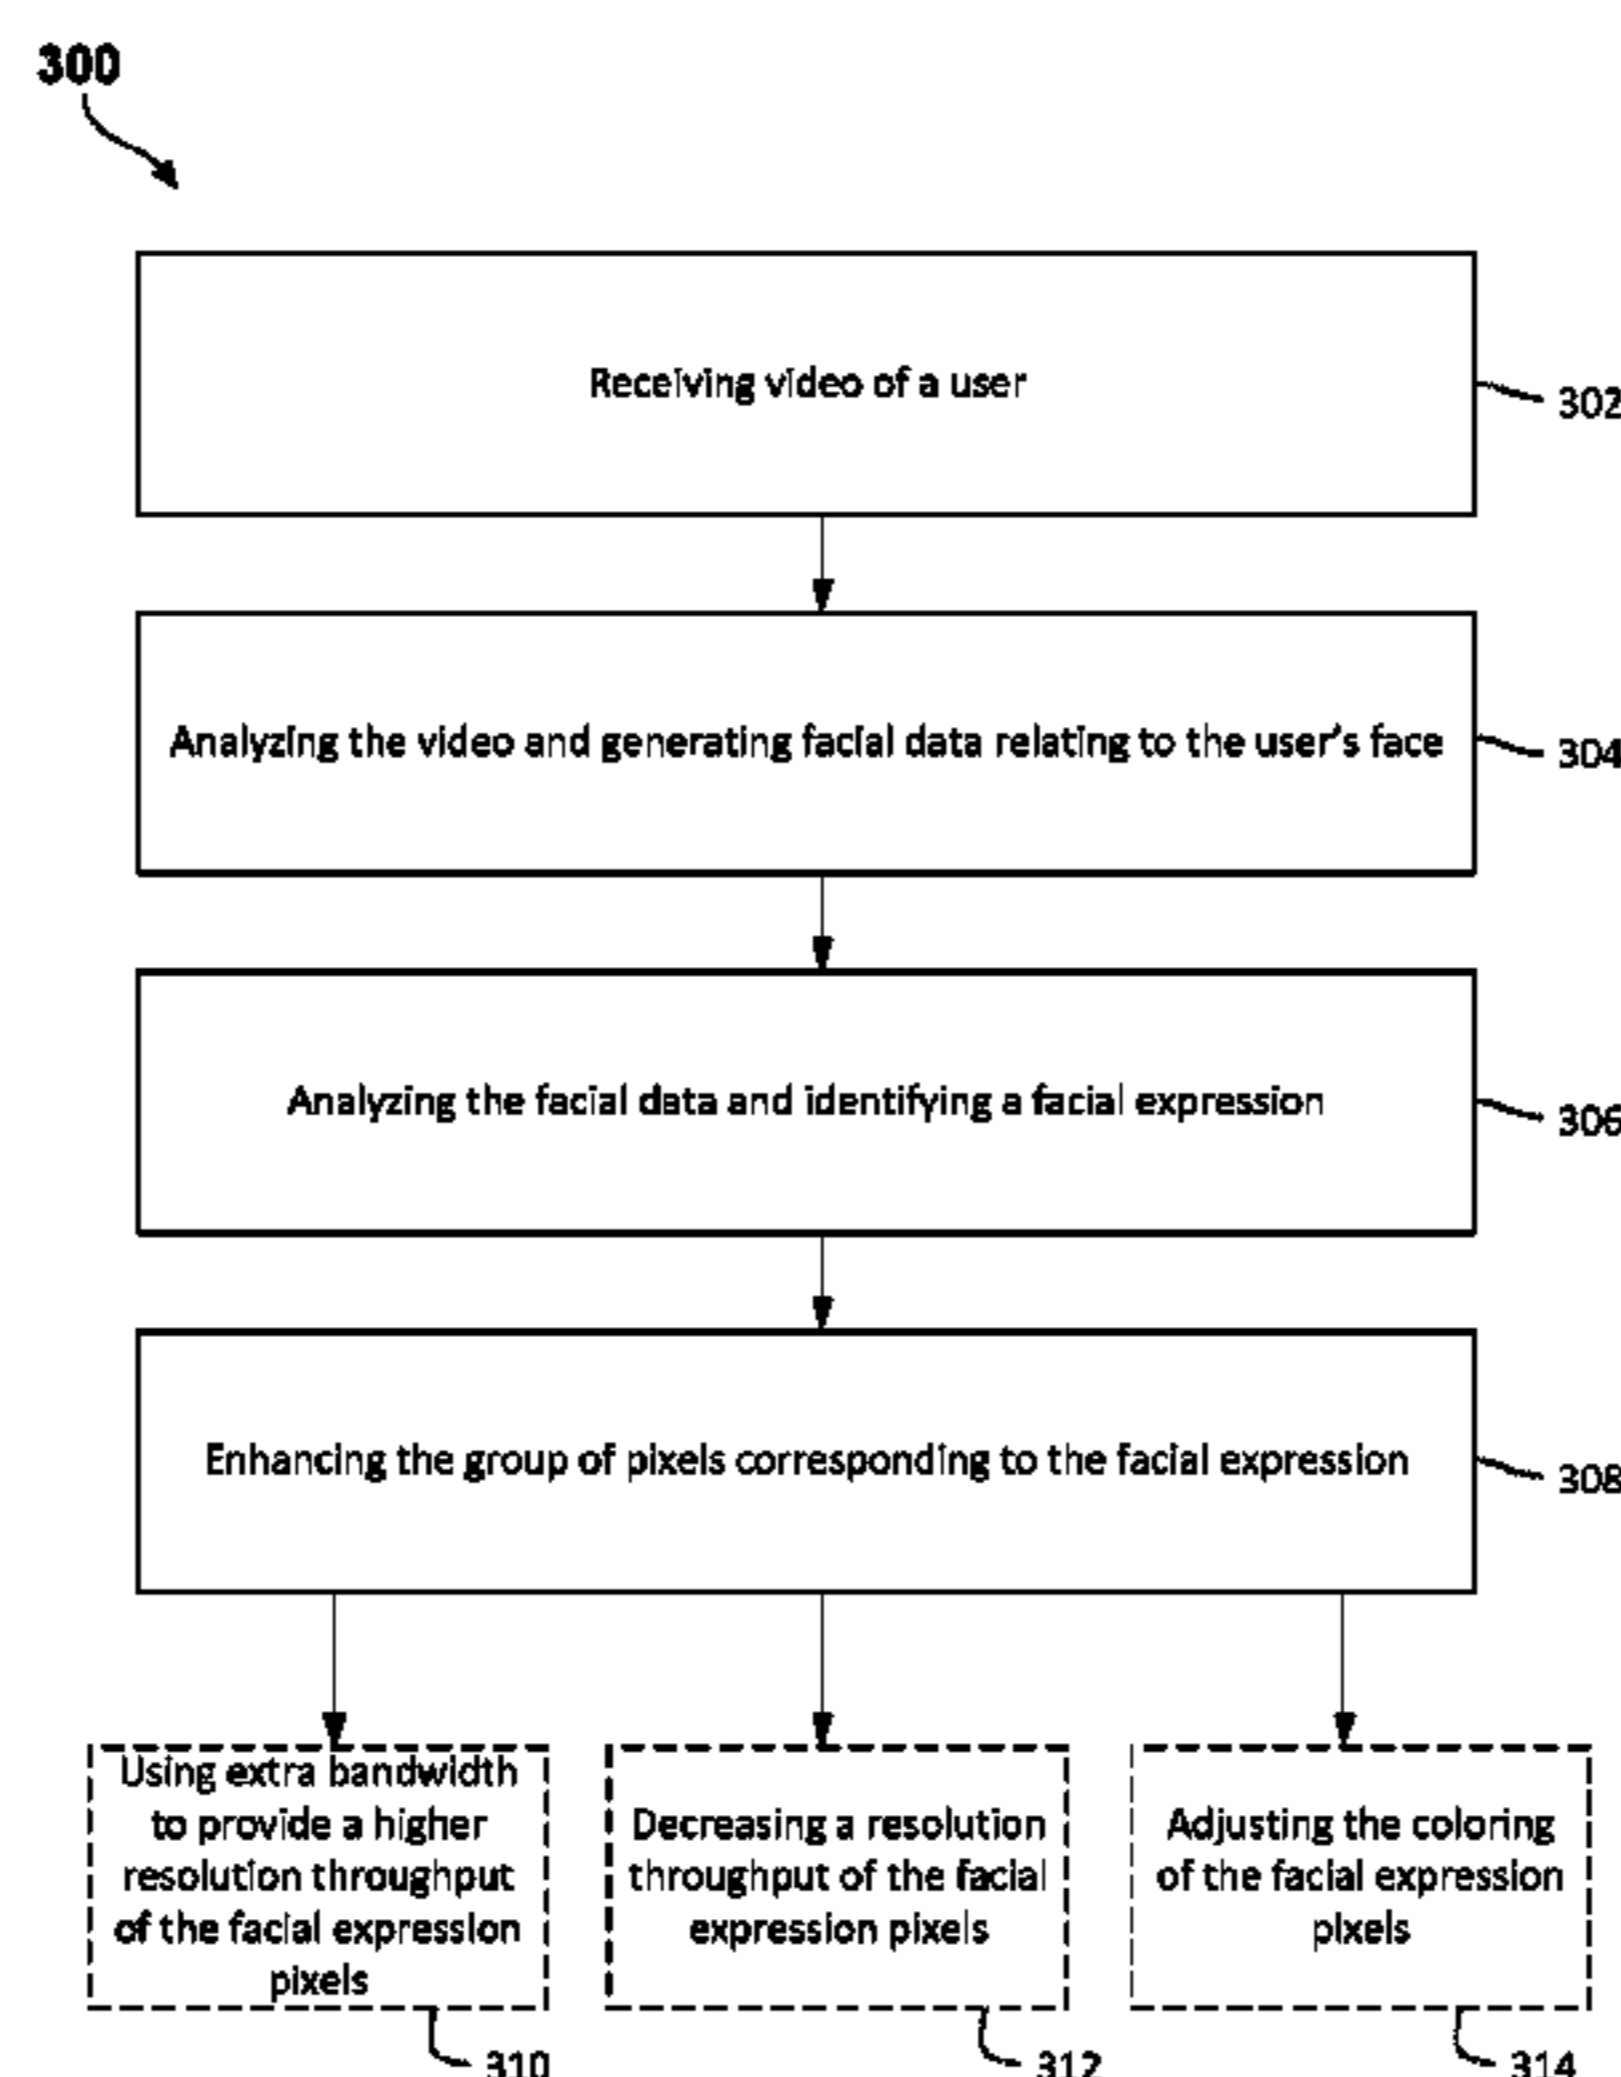 300
Receiving video of a user
302
Analyzing the video and generating facial data relating to the user's face
304
Analyzing the facial data and identifying a facial expression
306
Enhancing the group of pixels corresponding to the facial expression
308
Using extra bandwidth
to provide a higher
resolution throughput
of the facial expression
pixels
Decreasing a resolution
throughput of the facial
expression pixels
Adjusting the coloring
of the facial expression
pixels
310
312
314